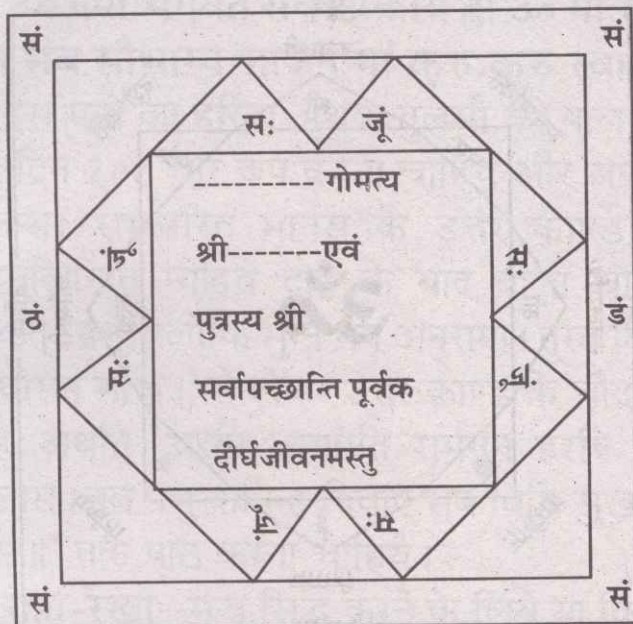 सं सं
सः जूं
--------- गोमत्य
श्री-------एवं
पुत्रस्य श्री
सर्वापच्छान्ति पूर्वक
दीर्घजीवनमस्तु
जूं सः
सः जूं
ठं डं
जूं सः
सं सं